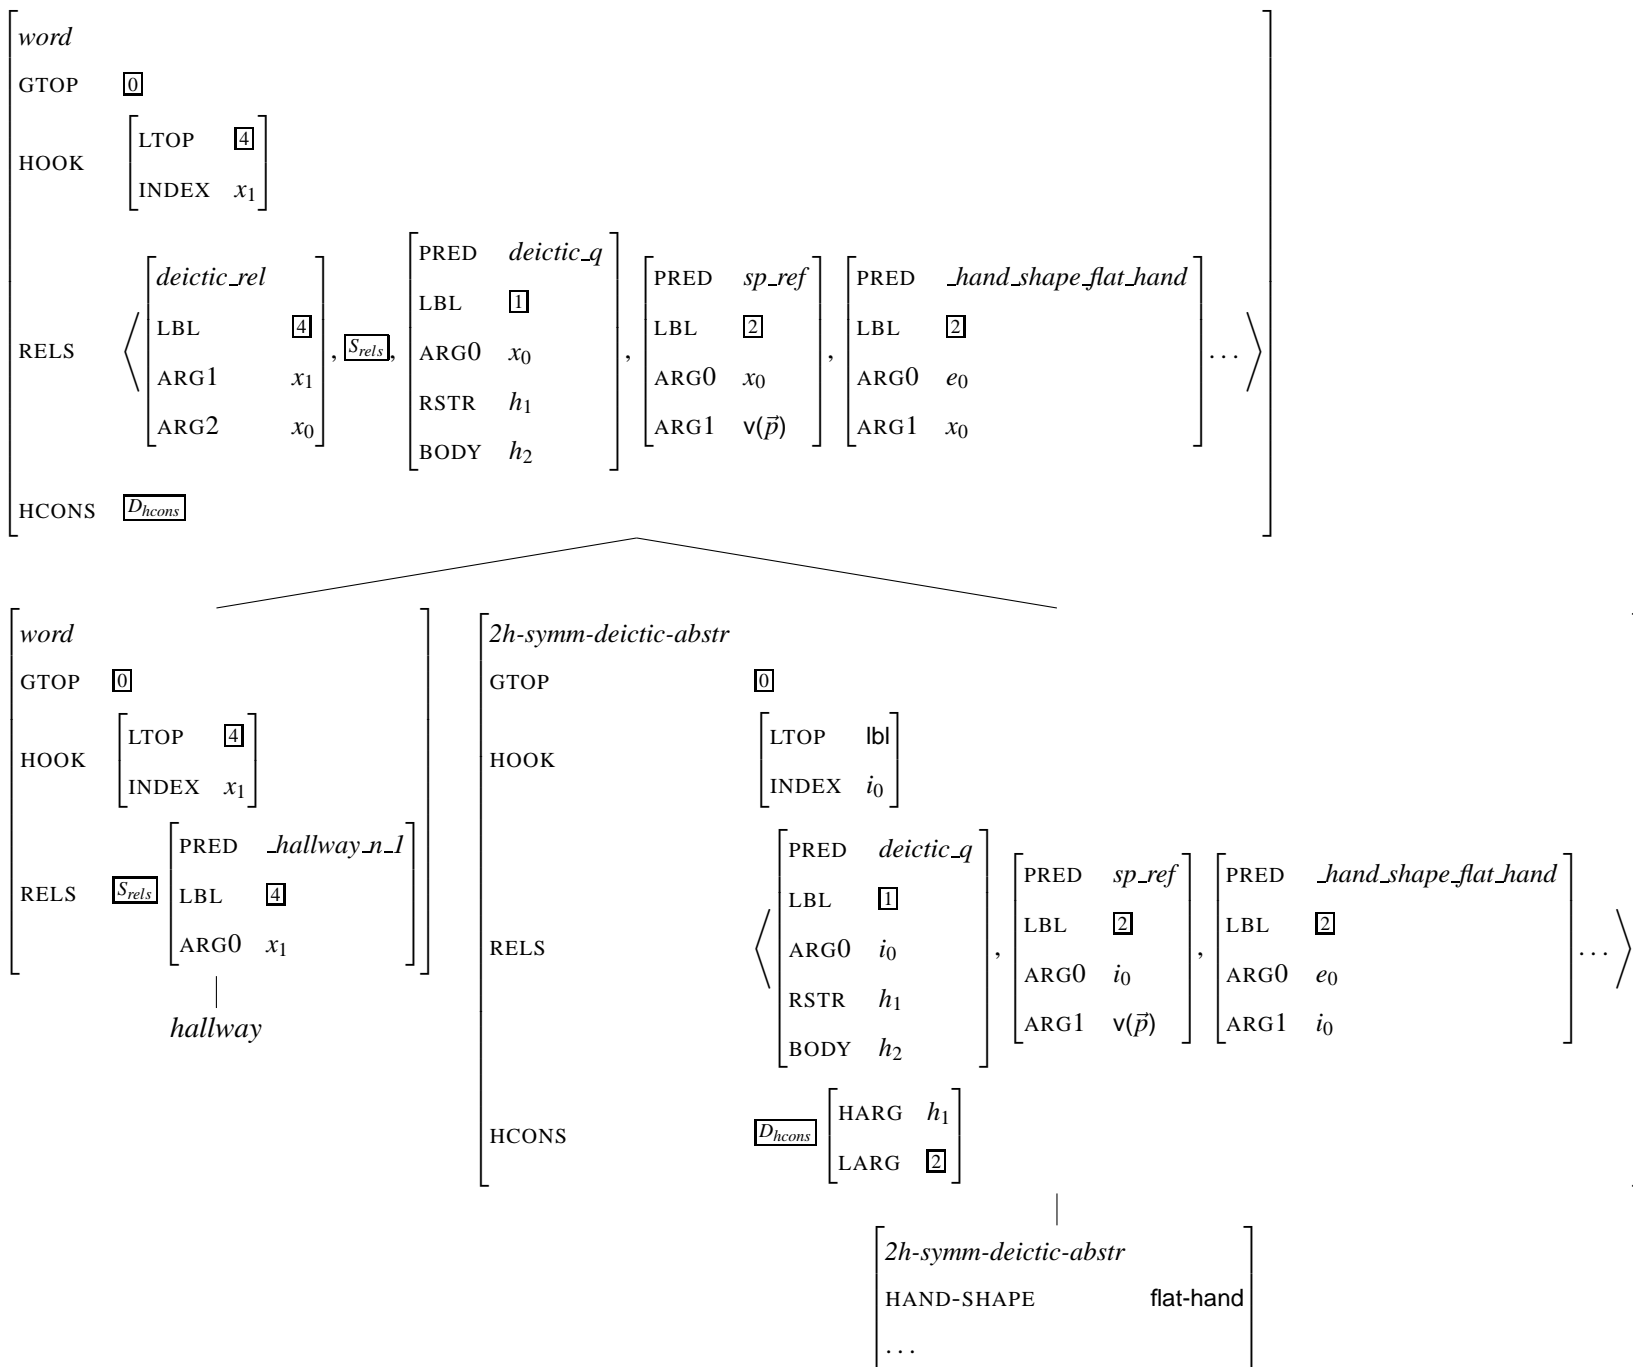 word
GTOP 0
HOOK LTOP 4
INDEX x1
RELS ⟨ deictic_rel LBL 4 ARG1 x1 ARG2 x0 , Srels , PRED deictic_q LBL 1 ARG0 x0 RSTR h1 BODY h2 , PRED sp_ref LBL 2 ARG0 x0 ARG1 v(p⃗) , PRED _hand_shape_flat_hand LBL 2 ARG0 e0 ARG1 x0 ... ⟩
HCONS Dhcons
word
GTOP 0
HOOK LTOP 4
INDEX x1
RELS Srels PRED _hallway_n_1
LBL 4
ARG0 x1
hallway
2h-symm-deictic-abstr
GTOP 0
HOOK LTOP lbl
INDEX i0
RELS ⟨ PRED deictic_q LBL 1 ARG0 i0 RSTR h1 BODY h2 , PRED sp_ref LBL 2 ARG0 i0 ARG1 v(p⃗) , PRED _hand_shape_flat_hand LBL 2 ARG0 e0 ARG1 i0 ... ⟩
HCONS Dhcons HARG h1
LARG 2
2h-symm-deictic-abstr
HAND-SHAPE flat-hand
...